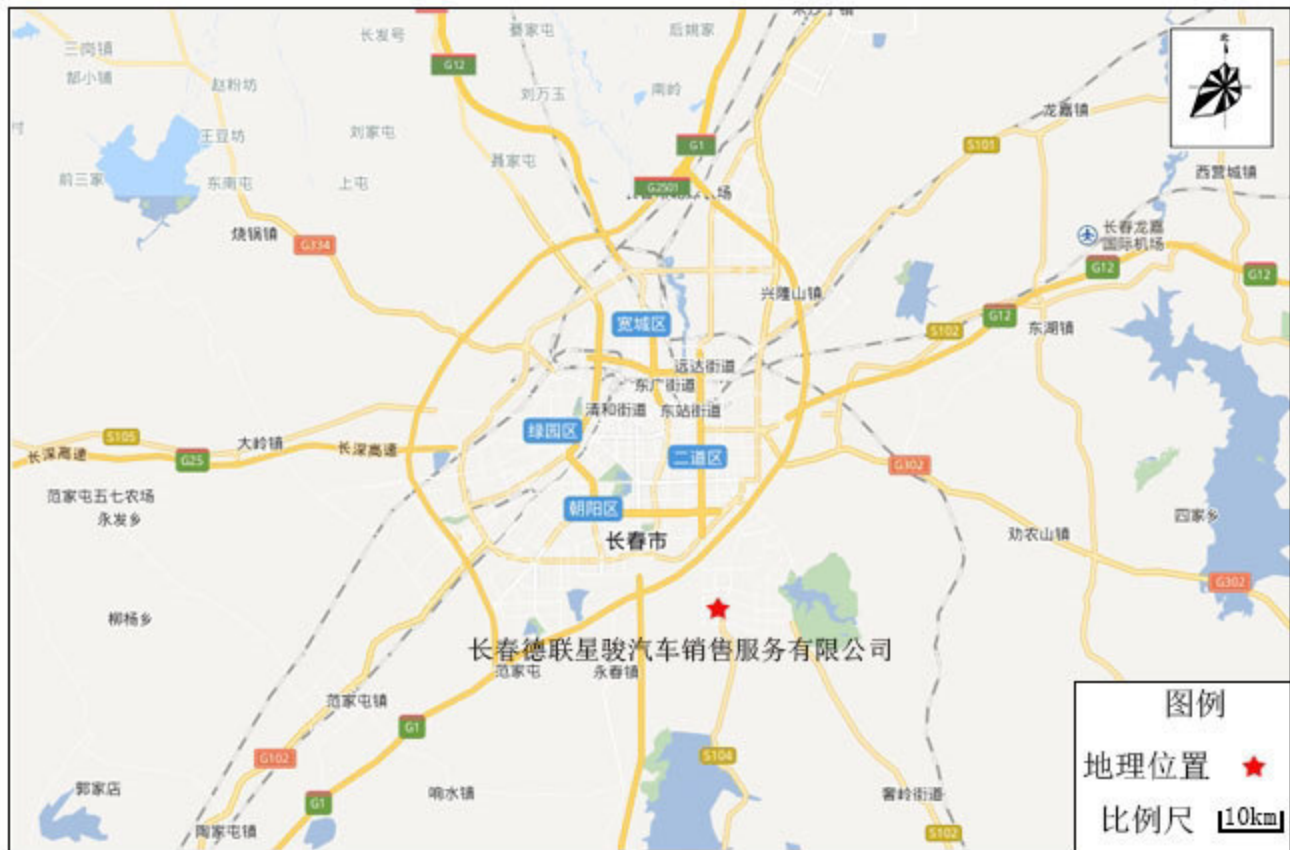 长发号
綦家屯
后姚家
三岗镇
郜小铺
赵粉坊
G12
刘万玉
南岭
北
龙嘉镇
王豆坊
刘家屯
聂家屯
G1
S101
前三家
东南屯
上屯
G2501
西营城镇
烧锅镇
G334
长春龙嘉
国际机场
G12
G12
兴隆山镇
宽城区
G12
S102
东湖镇
远达街道
东广街道
清和街道
东站街道
S105
大岭镇
长深高速
绿园区
长深高速
G25
二道区
G302
范家屯五七农场
永发乡
朝阳区
四家乡
长春市
劝农山镇
G302
柳杨乡
长春德联星骏汽车销售服务有限公司
范家屯
永春镇
范家屯镇
G1
G102
S104
图例
地理位置
郭家店
响水镇
奢岭街道
G1
比例尺
10km
陶家屯镇
S102